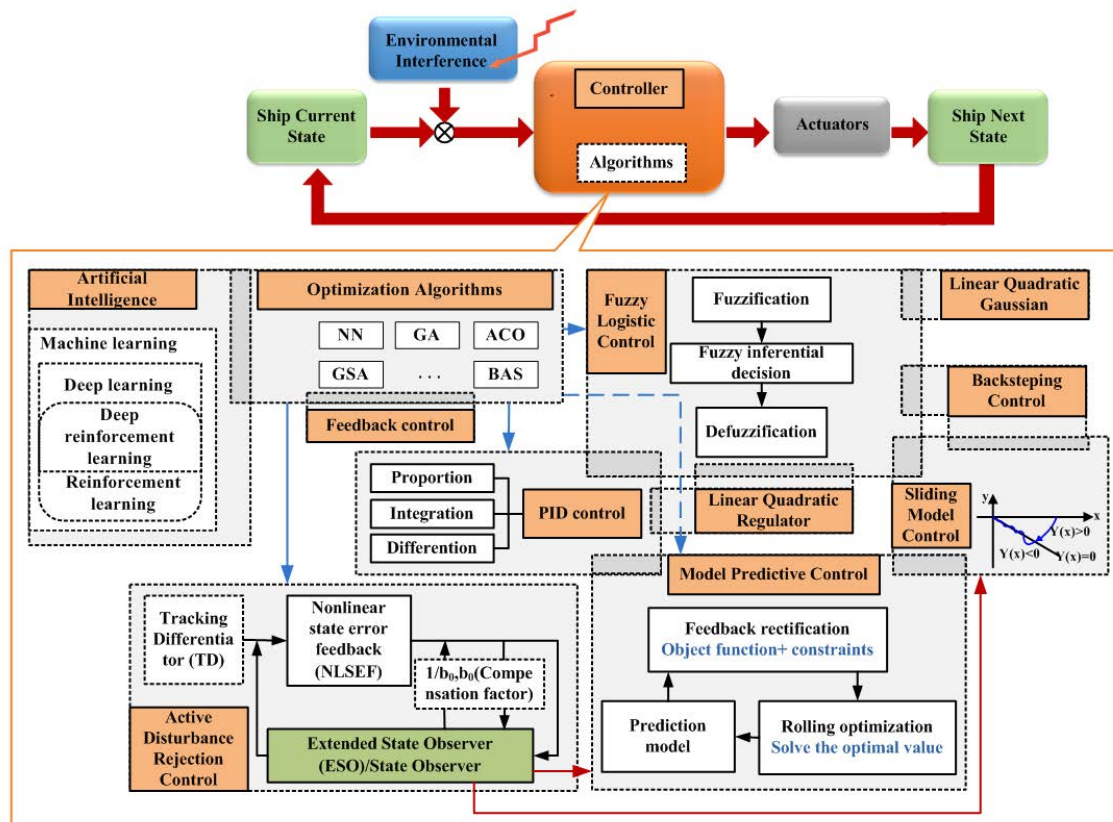 Environmental
Interference
Controller
Ship Current
State
Actuators
Ship Next
State
Algorithms
Artificial
Intelligence
Optimization Algorithms
Fuzzy
Logistic
Control
Fuzzification
Linear Quadratic
Gaussian
Machine learning
NN
GA
ACO
Fuzzy inferential
decision
Deep learning
GSA
. . .
BAS
Backsteping
Control
Deep
reinforcement
learning
Feedback control
Defuzzification
Reinforcement
learning
Proportion
Integration
Differention
PID control
Linear Quadratic
Regulator
Sliding
Model
Control
y
x
Y(x)>0
Y(x)<0
Y(x)=0
Model Predictive Control
Tracking
Differentia
tor (TD)
Nonlinear
state error
feedback
(NLSEF)
Feedback rectification
Object function+ constraints
1/b₀,b₀(Compe
nsation factor)
Prediction
model
Rolling optimization
Solve the optimal value
Active
Disturbance
Rejection
Control
Extended State Observer
(ESO)/State Observer